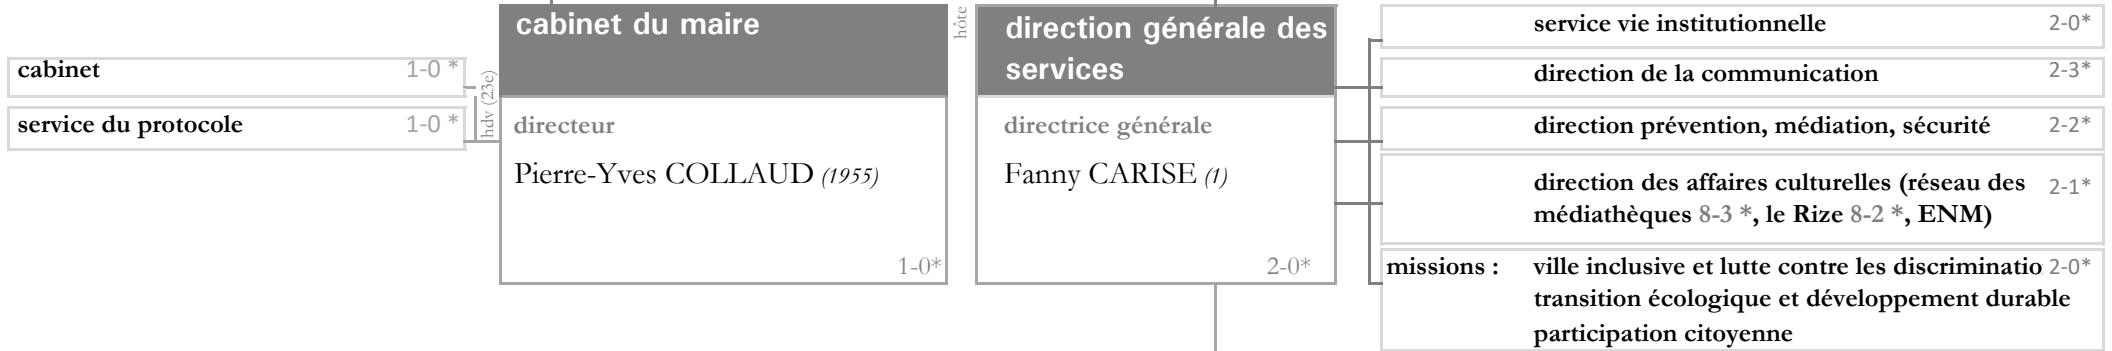 cabinet 1-0 *
service du protocole 1-0 *
hdv (23e)
cabinet du maire
directeur
Pierre-Yves COLLAUD (1955)
1-0*
hôte
direction générale des
services
directrice générale
Fanny CARISE (1)
2-0*
service vie institutionnelle 2-0*
direction de la communication 2-3*
direction prévention, médiation, sécurité 2-2*
direction des affaires culturelles (réseau des 2-1*
médiathèques 8-3 *, le Rize 8-2 *, ENM)
missions : ville inclusive et lutte contre les discriminatio 2-0*
transition écologique et développement durable
participation citoyenne